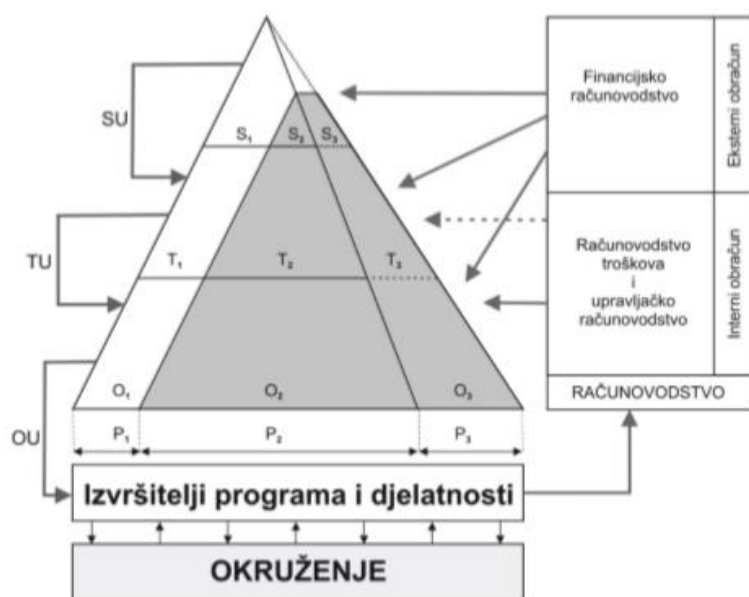 SU
S₁ S₂ S₃
TU
T₁ T₂ T₃
OU
O₁ O₂ O₃
P₁ P₂ P₃
Izvršitelji programa i djelatnosti
OKRUŽENJE
Financijsko
računovodstvo
Eksterni obračun
Računovodstvo
troškova
i
upravljačko
računovodstvo
Interni obračun
RAČUNOVODSTVO